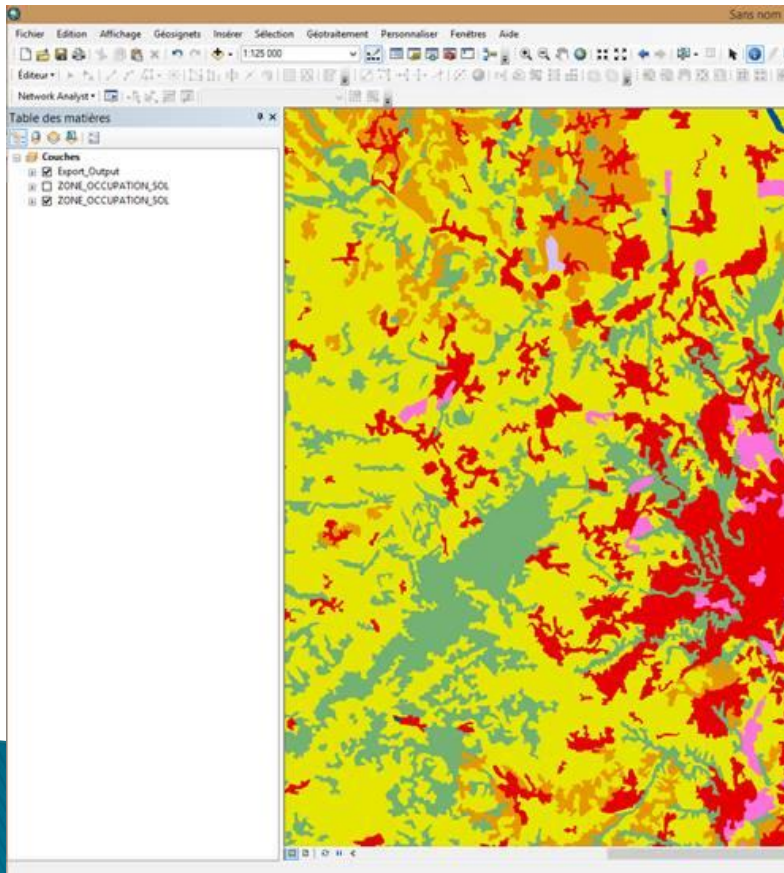 Sans nom
Fichier Edition Affichage Géosignets Insérer Sélection Géotraitement Personnaliser Fenêtres Aide
1:125 000
Éditeur
Network Analyst
Table des matières
Couches
Export_Output
ZONE_OCCUPATION_SOL
ZONE_OCCUPATION_SOL